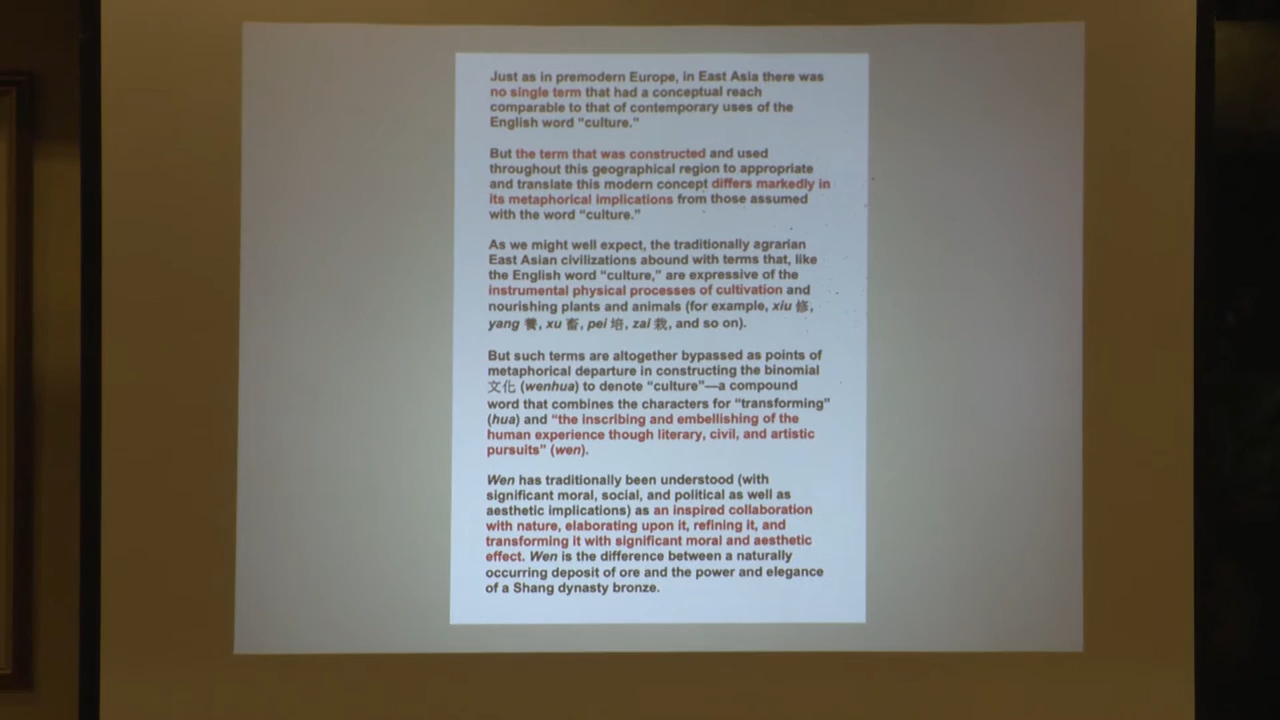 Just as in premodern Europe, in East Asia there was
no single term that had a conceptual reach
comparable to that of contemporary uses of the
English word “culture.”
But the term that was constructed and used
throughout this geographical region to appropriate
and translate this modern concept differs markedly in
its metaphorical implications from those assumed
with the word “culture.”
As we might well expect, the traditionally agrarian
East Asian civilizations abound with terms that, like
the English word “culture,” are expressive of the
instrumental physical processes of cultivation and
nourishing plants and animals (for example, xiu 修,
yang 養, xu 畜, pei 培, zai 栽, and so on).
But such terms are altogether bypassed as points of
metaphorical departure in constructing the binomial
文化 (wenhua) to denote “culture”—a compound
word that combines the characters for “transforming”
(hua) and “the inscribing and embellishing of the
human experience though literary, civil, and artistic
pursuits” (wen).
Wen has traditionally been understood (with
significant moral, social, and political as well as
aesthetic implications) as an inspired collaboration
with nature, elaborating upon it, refining it, and
transforming it with significant moral and aesthetic
effect. Wen is the difference between a naturally
occurring deposit of ore and the power and elegance
of a Shang dynasty bronze.